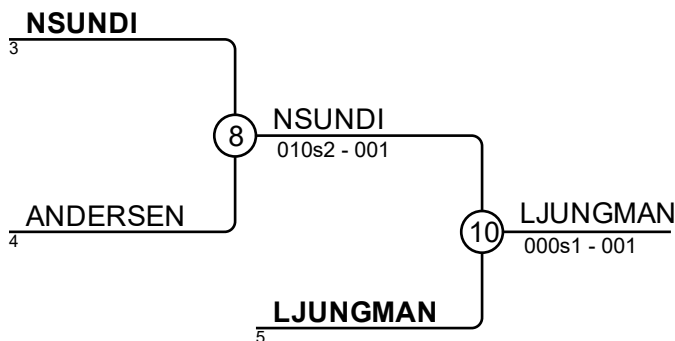 NSUNDI
3
8
NSUNDI
010s2 - 001
ANDERSEN
4
10
LJUNGMAN
000s1 - 001
LJUNGMAN
5